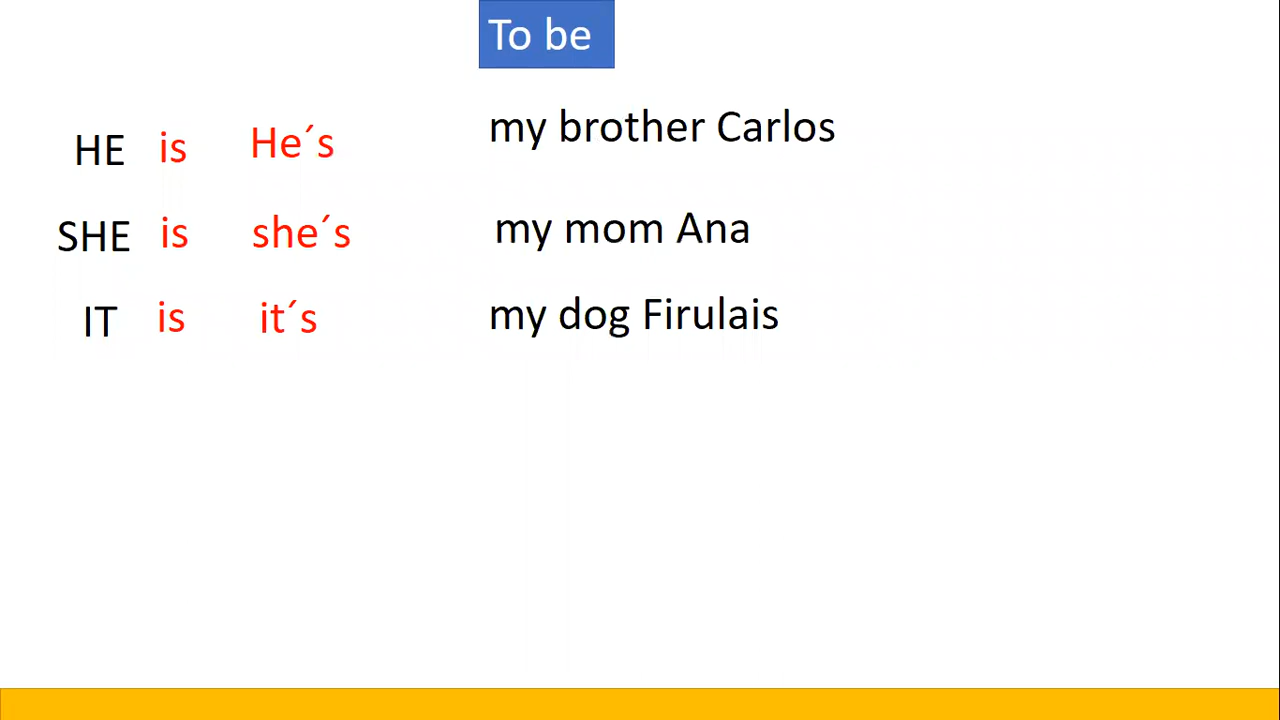 To be
HE is He´s my brother Carlos
SHE is she´s my mom Ana
IT is it´s my dog Firulais